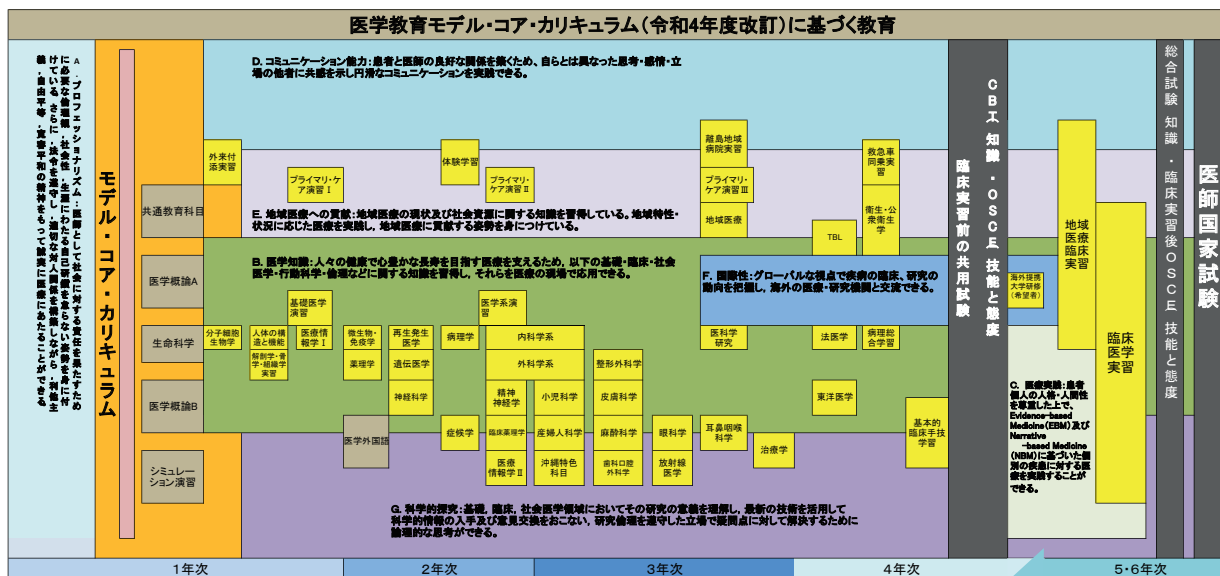 医学教育モデル・コア・カリキュラム（令和4年度改訂）に基づく教育
A．プロフェッショナリズム：医師として社会に対する責任を果たすため
に必要な倫理観，社会性，生涯にわたる自己研鑽を怠らない姿勢を身に付
けている。さらに，法令を遵守し，適切な対人関係を構築しながら，利他主
義，自由平等，寛容平和の精神をもって誠実に医療にあたることができる。
モデル・コア・カリキュラム
共通教育科目
医学概論A
生命科学
医学概論B
シミュレー
ション演習
D. コミュニケーション能力：患者と医師の良好な関係を築くため、自らとは異なった思考・感情・立
場の他者に共感を示し円滑なコミュニケーションを実践できる。
外来付
添実習
プライマリ・ケ
ア演習Ⅰ
体験学習
プライマリ・
ケア演習Ⅱ
離島地域
病院実習
プライマリ・
ケア演習Ⅲ
地域医療
救急車
同乗実
習
衛生・公
衆衛生
学
TBL
E. 地域医療への貢献：地域医療の現状及び社会資源に関する知識を習得している。地域特性・
状況に応じた医療を実践し，地域医療に貢献する姿勢を身につけている。
B. 医学知識：人々の健康で心豊かな長寿を目指す医療を支えるため，以下の基礎・臨床・社会
医学・行動科学・倫理などに関する知識を習得し，それらを医療の現場で応用できる。
F. 国際性：グローバルな視点で疾病の臨床、研究の
動向を把握し，海外の医療・研究機関と交流できる。
基礎医学
演習
医学系演
習
分子細胞
生物学
人体の構
造と機能
医療情
報学Ⅰ
微生物・
免疫学
再生発生
医学
病理学
内科学系
医科学
研究
法医学
病理総
合学習
解剖学・骨
学・組織学
実習
薬理学
遺伝医学
外科学系
整形外科学
神経科学
精神
神経学
小児科学
皮膚科学
東洋医学
医学外国語
症候学
臨床薬理学
産婦人科学
麻酔科学
眼科学
耳鼻咽喉
科学
治療学
基本的
臨床手技
学習
医療
情報学Ⅱ
沖縄特色
科目
歯科口腔
外科学
放射線
医学
G. 科学的探究：基礎，臨床，社会医学領域においてその研究の意義を理解し，最新の技術を活用して
科学的情報の入手及び意見交換をおこない，研究倫理を遵守した立場で疑問点に対して解決するために
論理的な思考ができる。
臨床実習前の共用試験
CBT 知識・OSCE 技能と態度
海外提携
大学研修
（希望者）
地域医療臨床実習
臨床医学実習
C. 医療実践：患者
個人の人格・人間性
を尊重した上で、
Evidence-based
Medicine(EBM)及び
Narrative
-based Medicine
(NBM)に基づいた個
別の疾患に対する医
療を実践することが
できる。
総合試験 知識・臨床実習後OSCE 技能と態度
医師国家試験
1年次
2年次
3年次
4年次
5・6年次